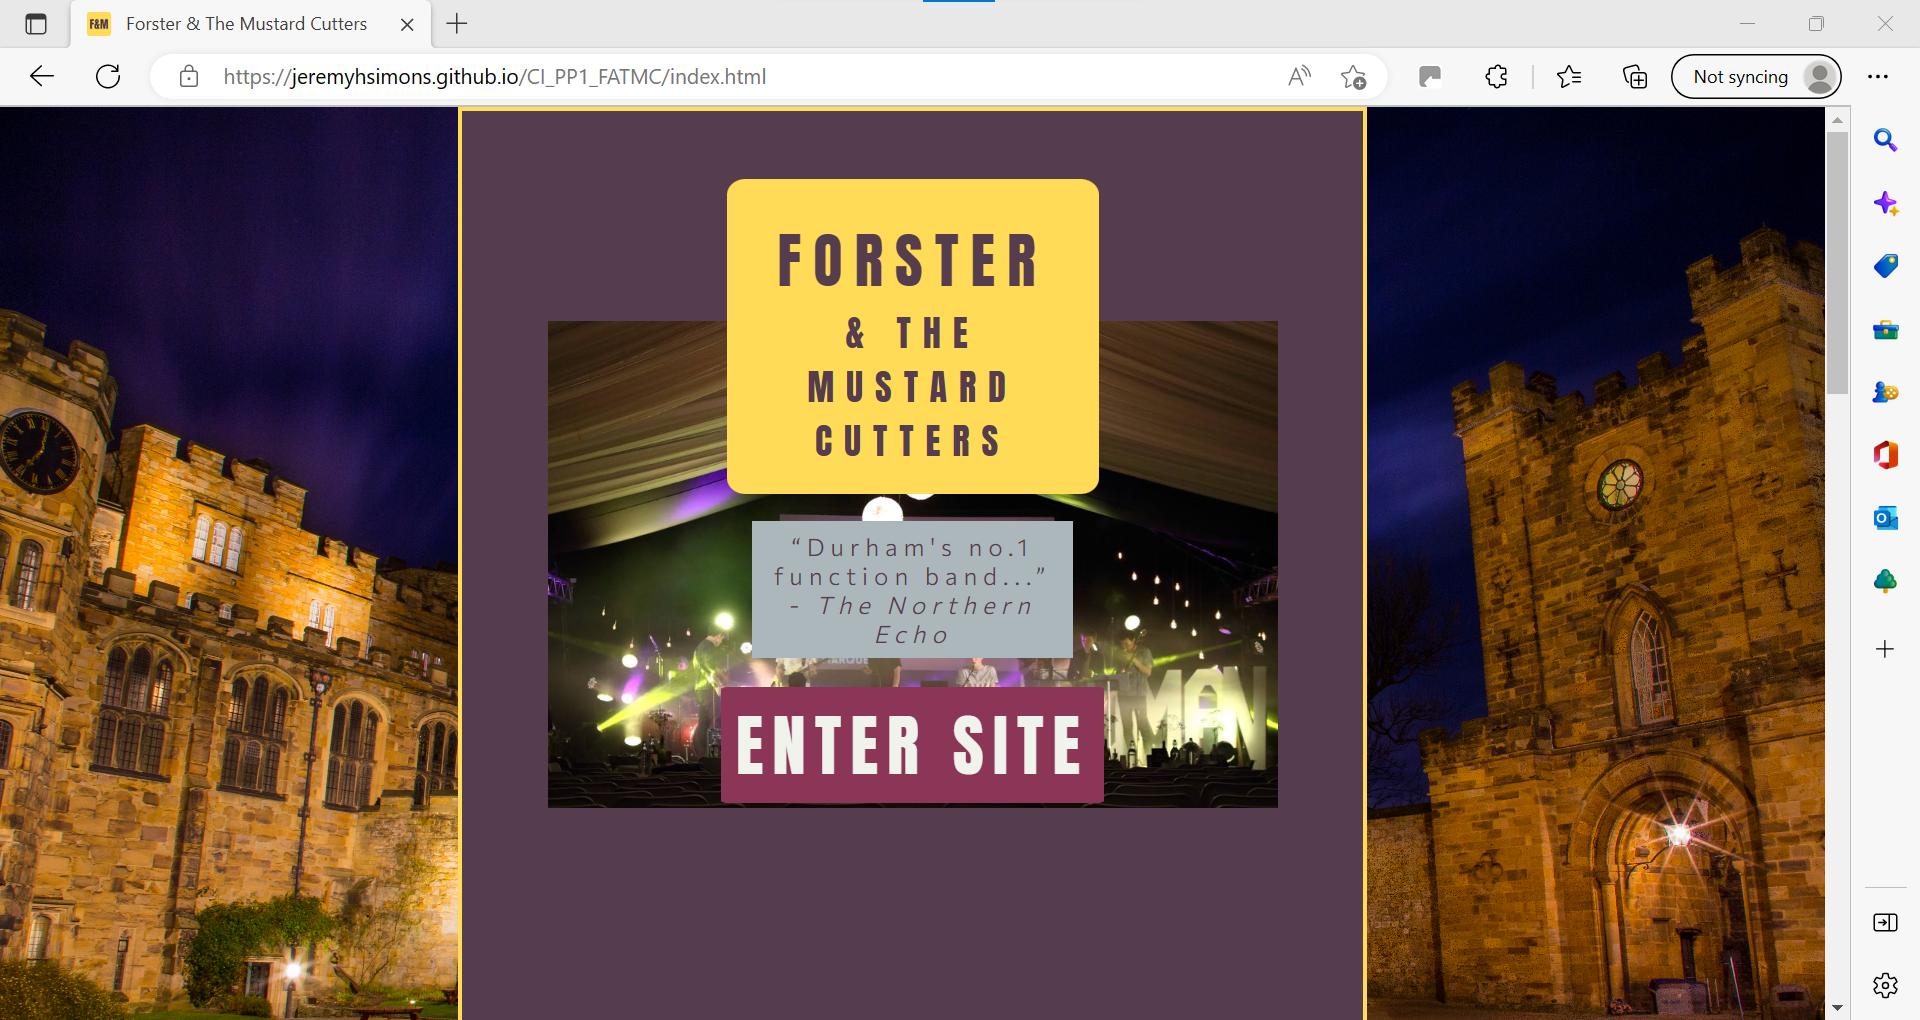 F&M
Forster & The Mustard Cutters
https://jeremyhsimons.github.io/CI_PP1_FATMC/index.html
Not syncing
FORSTER
& THE
MUSTARD
CUTTERS
“Durham's no.1
function band...”
- The Northern
Echo
ENTER SITE